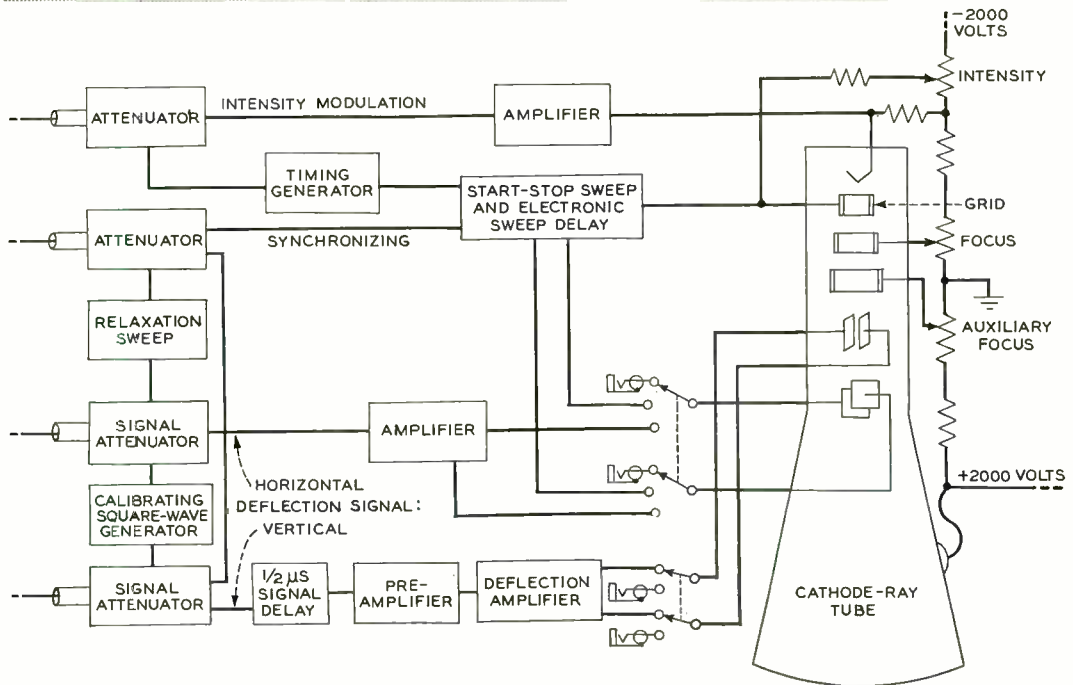 -2000
VOLTS
INTENSITY
ATTENUATOR
INTENSITY MODULATION
AMPLIFIER
TIMING
GENERATOR
START-STOP SWEEP
AND ELECTRONIC
SWEEP DELAY
GRID
ATTENUATOR
SYNCHRONIZING
FOCUS
RELAXATION
SWEEP
AUXILIARY
FOCUS
SIGNAL
ATTENUATOR
AMPLIFIER
HORIZONTAL
DEFLECTION SIGNAL:
VERTICAL
+2000 VOLTS
CALIBRATING
SQUARE-WAVE
GENERATOR
SIGNAL
ATTENUATOR
1/2 µS
SIGNAL
DELAY
PRE-
AMPLIFIER
DEFLECTION
AMPLIFIER
CATHODE-RAY
TUBE